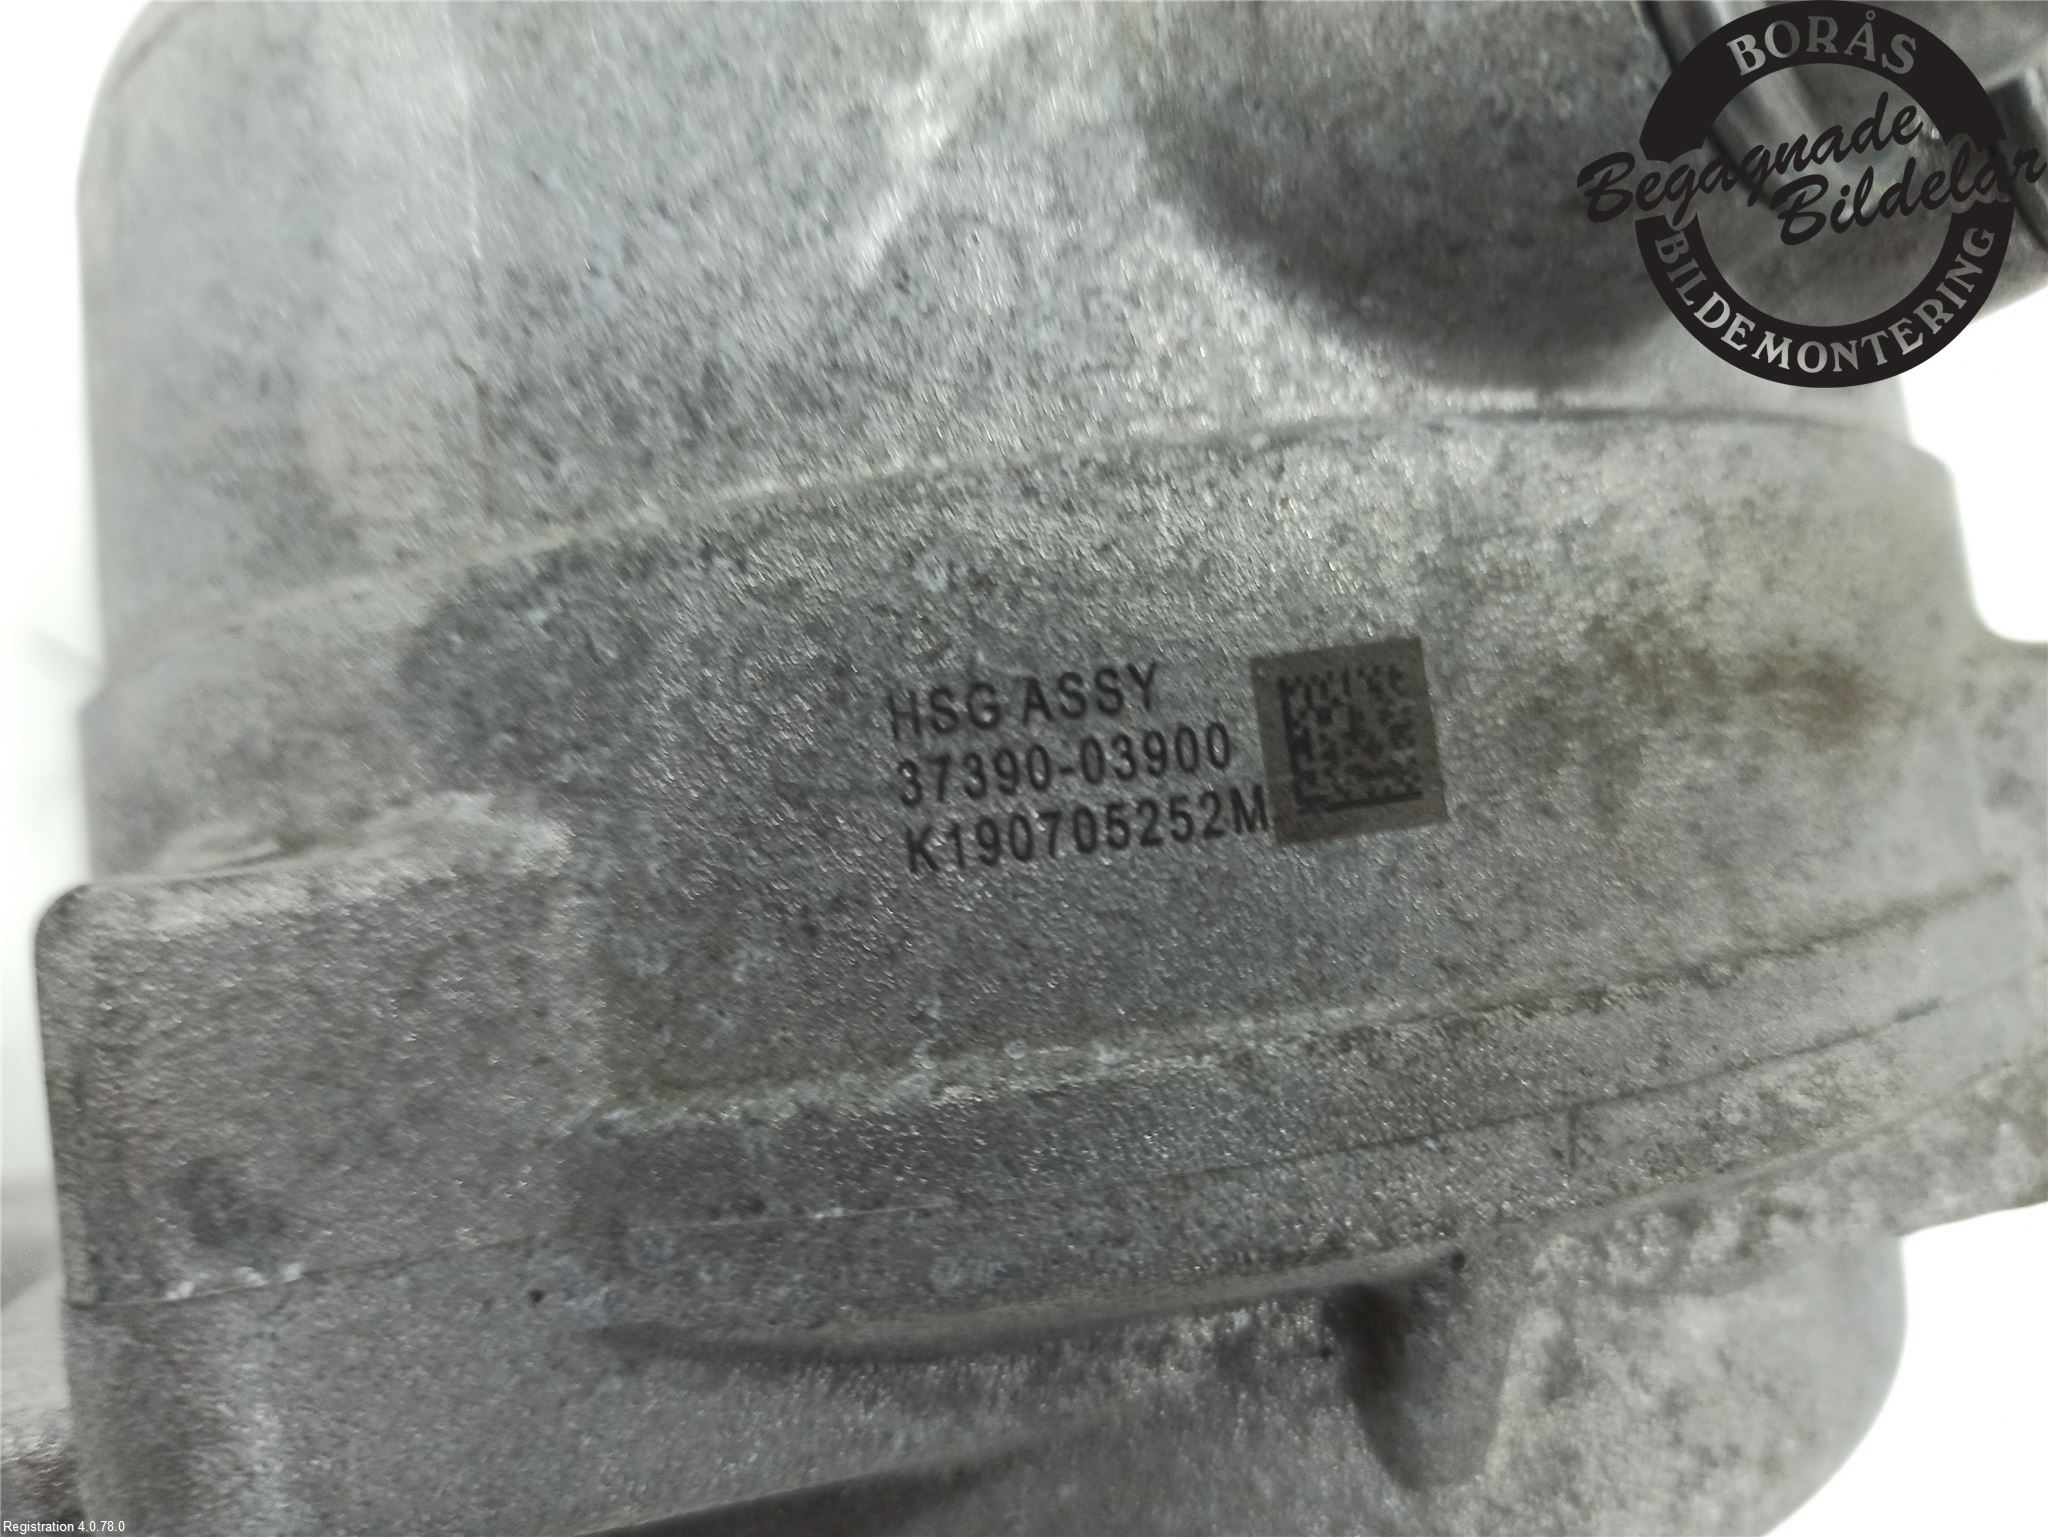 BORÅS
Begagnade
Bildelar
BILDEMONTERING
HSG ASSY
37390-03900
K190705252M
Registration 4.0.78.0